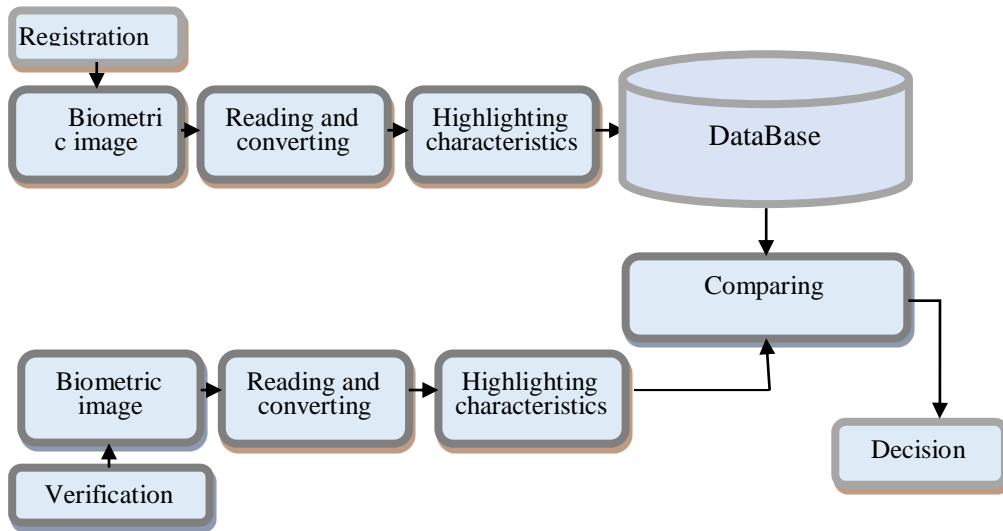 Registration
Biometri
c image
Reading and
converting
Highlighting
characteristics
DataBase
Comparing
Biometric
image
Reading and
converting
Highlighting
characteristics
Decision
Verification